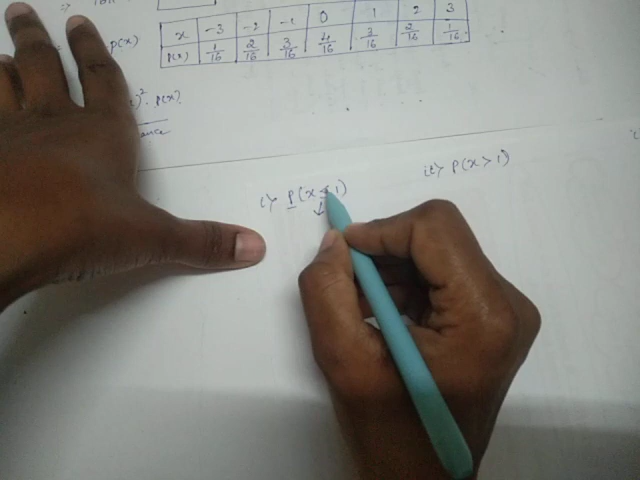 P(x)
x -3 -2 -1 0 1 2 3
P(x) 1/16 2/16 3/16 4/16 3/16 2/16 1/16
)². P(x)
i> P(x ≤ 1) ii> P(x > 1)